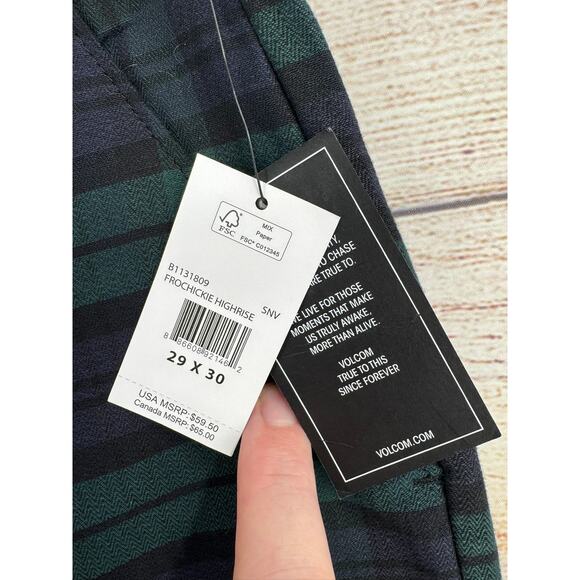 FSC
MIX
Paper
FSC® C012345
B1131809
FROCHICKIE HIGHRISE
SNV
29 X 30
USA MSRP: $59.50
Canada MSRP: $65.00
CHASE
ARE TRUE TO.
WE LIVE FOR THOSE
MOMENTS THAT MAKE
US TRULY AWAKE.
MORE THAN ALIVE.
VOLCOM
TRUE TO THIS
SINCE FOREVER
VOLCOM.COM